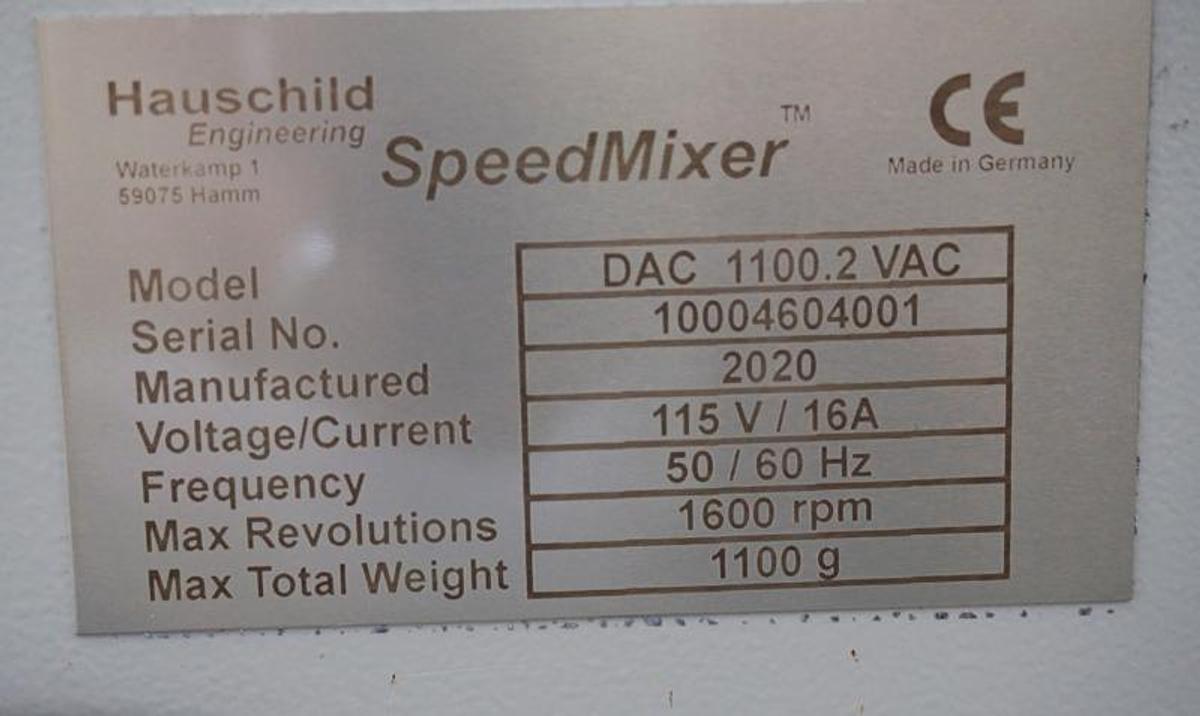 Hauschild
Engineering
Waterkamp 1
59075 Hamm
SpeedMixer™
CE
Made in Germany
Model DAC 1100.2 VAC
Serial No. 10004604001
Manufactured 2020
Voltage/Current 115 V / 16A
Frequency 50 / 60 Hz
Max Revolutions 1600 rpm
Max Total Weight 1100 g